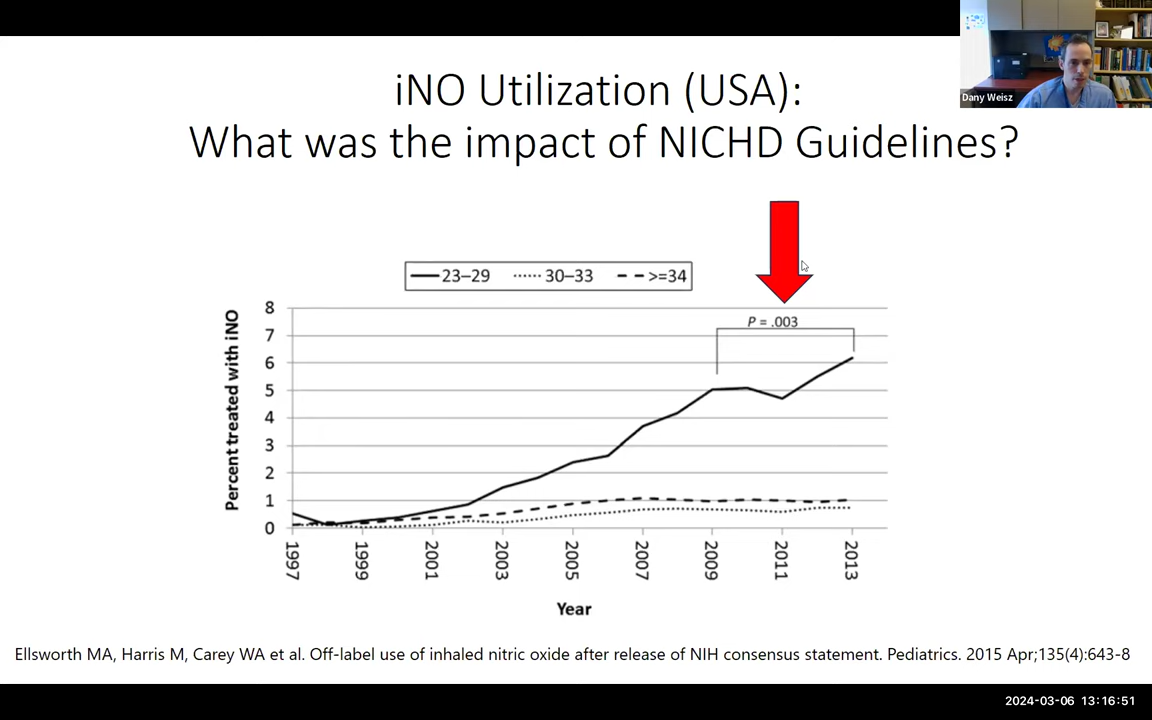 Dany Weisz
iNO Utilization (USA):
What was the impact of NICHD Guidelines?
23–29 30–33 >=34
P = .003
Percent treated with iNO
8
7
6
5
4
3
2
1
0
1997 1999 2001 2003 2005 2007 2009 2011 2013
Year
Ellsworth MA, Harris M, Carey WA et al. Off-label use of inhaled nitric oxide after release of NIH consensus statement. Pediatrics. 2015 Apr;135(4):643-8
2024-03-06 13:16:51